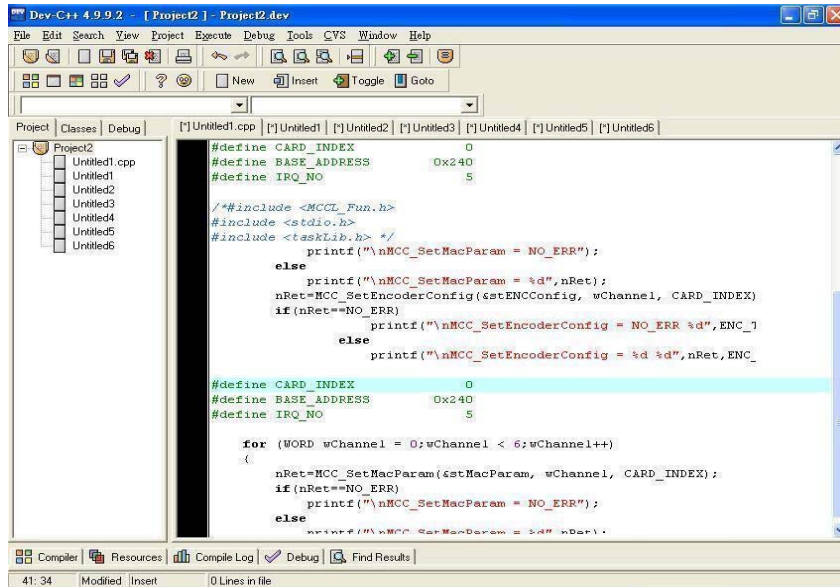 Dev-C++ 4.9.9.2 - [ Project2 ] - Project2.dev
File Edit Search View Project Execute Debug Tools CVS Window Help
New Insert Toggle Goto
Project Classes Debug
[*] Untitled1.cpp [*] Untitled1 [*] Untitled2 [*] Untitled3 [*] Untitled4 [*] Untitled5 [*] Untitled6
Project2
Untitled1.cpp
Untitled1
Untitled2
Untitled3
Untitled4
Untitled5
Untitled6
#define CARD_INDEX 0
#define BASE_ADDRESS 0x240
#define IRQ_NO 5
/*#include <MCCL_Fun.h>
#include <stdio.h>
#include <taskLib.h> */
printf("\nMCC_SetMacParam = NO_ERR");
else
printf("\nMCC_SetMacParam = %d",nRet);
nRet=MCC_SetEncoderConfig(&stENCConfig, wChannel, CARD_INDEX)
if(nRet==NO_ERR)
printf("\nMCC_SetEncoderConfig = NO_ERR %d",ENC_
else
printf("\nMCC_SetEncoderConfig = %d %d",nRet,ENC_
#define CARD_INDEX 0
#define BASE_ADDRESS 0x240
#define IRQ_NO 5
for (WORD wChannel = 0;wChannel < 6;wChannel++)
{
nRet=MCC_SetMacParam(&stMacParam, wChannel, CARD_INDEX);
if(nRet==NO_ERR)
printf("\nMCC_SetMacParam = NO_ERR");
else
printf("\nMCC_SetMacParam = %d",nRet);
Compiler Resources Compile Log Debug Find Results
41: 34 Modified Insert 0 Lines in file